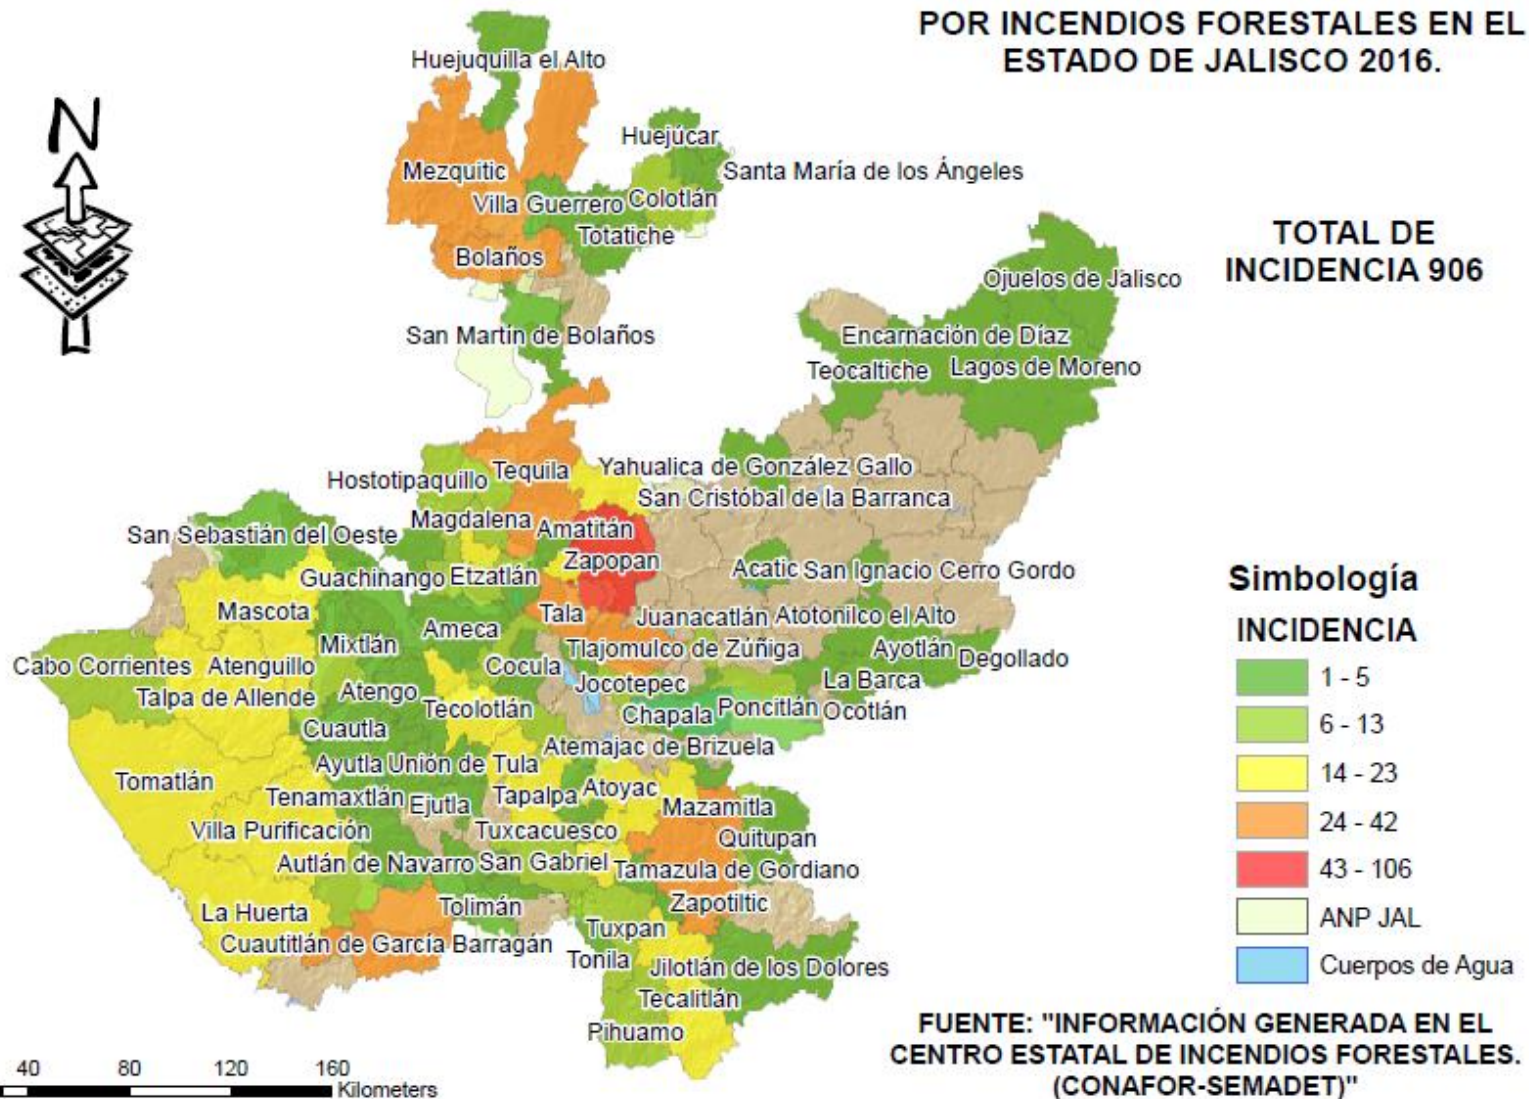 POR INCENDIOS FORESTALES EN EL
ESTADO DE JALISCO 2016.
N
TOTAL DE
INCIDENCIA 906
Huejuquilla el Alto
Huejúcar
Mezquitic
Santa María de los Ángeles
Villa Guerrero
Colotlán
Totatiche
Bolaños
Ojuelos de Jalisco
San Martín de Bolaños
Encarnación de Díaz
Teocaltiche
Lagos de Moreno
Hostotipaquillo
Tequila
Yahualica de González Gallo
San Cristóbal de la Barranca
San Sebastián del Oeste
Magdalena
Amatitán
Zapopan
Acatic
San Ignacio Cerro Gordo
Guachinango
Etzatlán
Mascota
Tala
Juanacatlán
Atotonilco el Alto
Mixtlán
Ameca
Tlajomulco de Zúñiga
Ayotlán
Degollado
Cabo Corrientes
Atenguillo
Cocula
Talpa de Allende
Atengo
Jocotepec
La Barca
Tecolotlán
Chapala
Poncitlán
Ocotlán
Cuautla
Atemajac de Brizuela
Ayutla
Unión de Tula
Tomatlán
Tenamaxtlán
Ejutla
Tapalpa
Atoyac
Mazamitla
Villa Purificación
Tuxcacuesco
Quitupan
Autlán de Navarro
San Gabriel
Tamazula de Gordiano
La Huerta
Tolimán
Zapotiltic
Cuautitlán de García Barragán
Tuxpan
Tonila
Jilotlán de los Dolores
Tecalitlán
Pihuamo
Simbología
INCIDENCIA
1 - 5
6 - 13
14 - 23
24 - 42
43 - 106
ANP JAL
Cuerpos de Agua
FUENTE: "INFORMACIÓN GENERADA EN EL
CENTRO ESTATAL DE INCENDIOS FORESTALES.
(CONAFOR-SEMADET)"
40 80 120 160
Kilometers